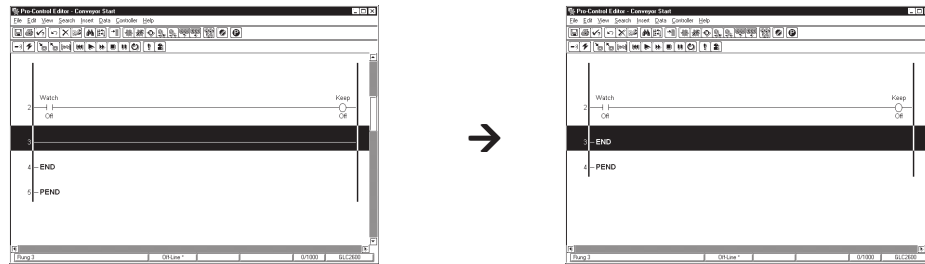 Pro-Control Editor - Conveyor Start
File Edit View Search Insert Data Controller Help
Watch
Keep
2
Off
Off
3
4 END
5 PEND
Rung 3
Off-Line *
0/1000
GLC2600
→
Pro-Control Editor - Conveyor Start
File Edit View Search Insert Data Controller Help
Watch
Keep
2
Off
Off
3 END
4 PEND
Rung 3
Off-Line *
0/1000
GLC2600